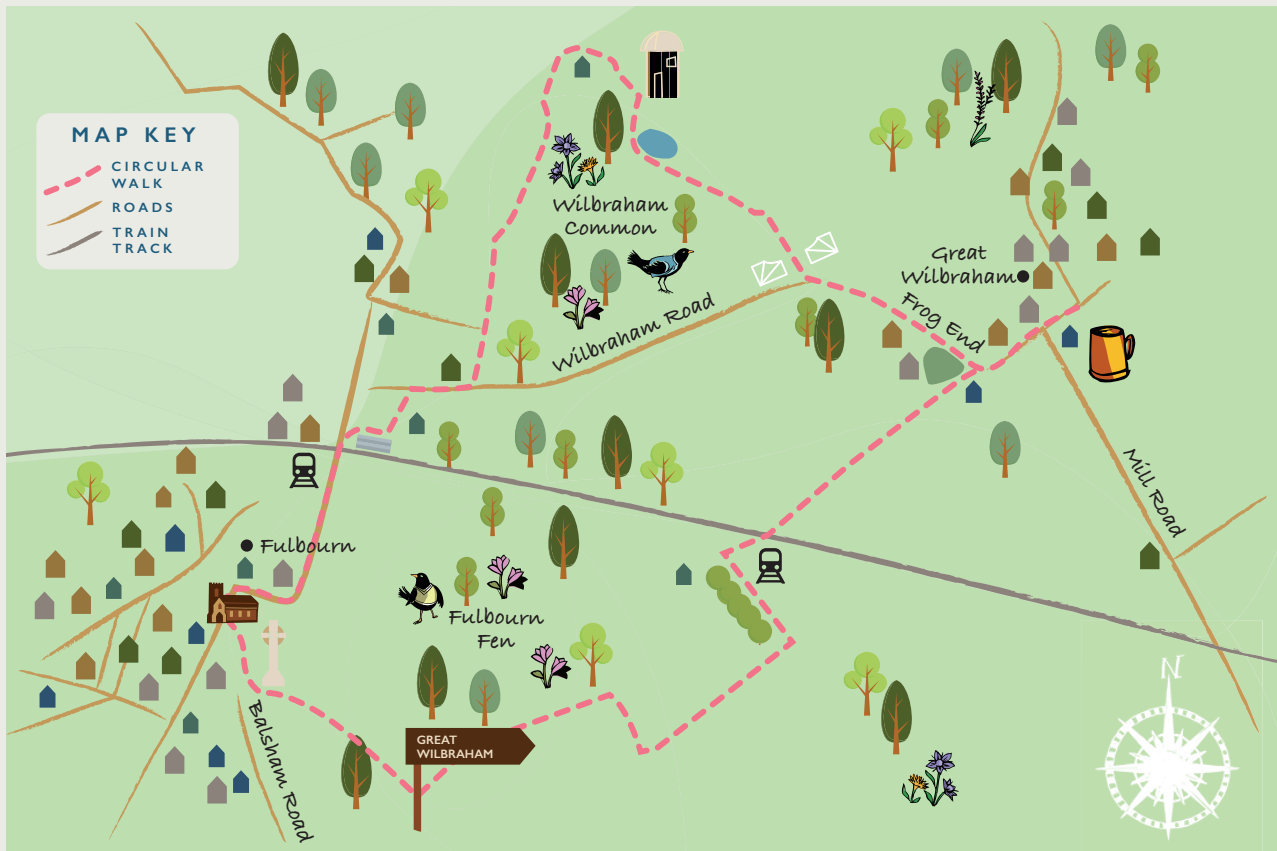 MAP KEY
CIRCULAR
WALK
ROADS
TRAIN
TRACK
Wilbraham
Common
Great
Wilbraham
Frog End
Wilbraham Road
Mill Road
Fulbourn
Fulbourn
Fen
Balsham Road
GREAT
WILBRAHAM
N